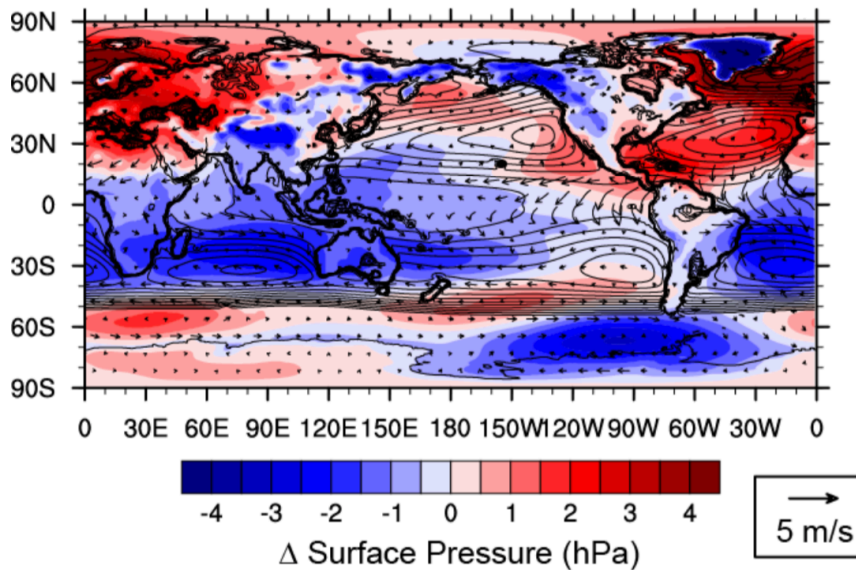 90N
60N
30N
0
30S
60S
90S
0 30E 60E 90E 120E 150E 180 150W 120W 90W 60W 30W 0
-4 -3 -2 -1 0 1 2 3 4
Δ Surface Pressure (hPa)
5 m/s